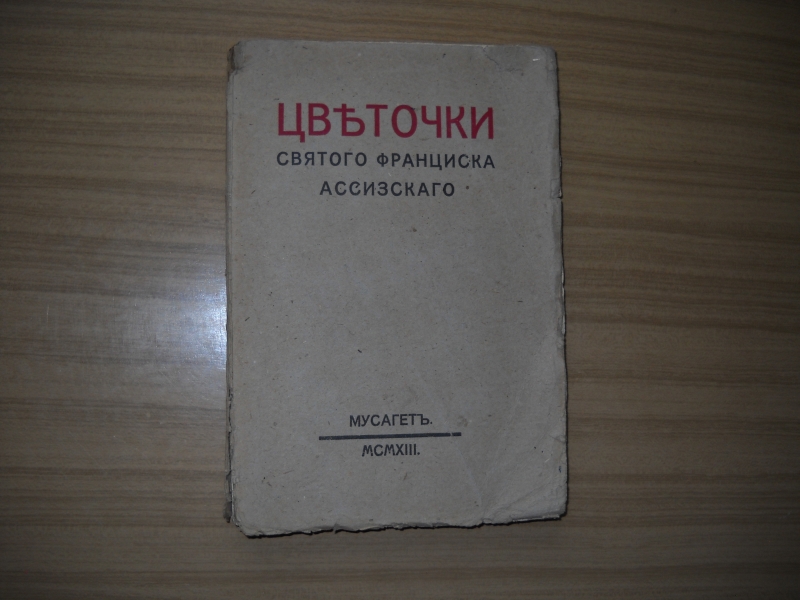 ЦВѢТОЧКИ
СВЯТОГО ФРАНЦИСКА
АССИЗСКАГО
МУСАГЕТЪ.
MCMXIII.